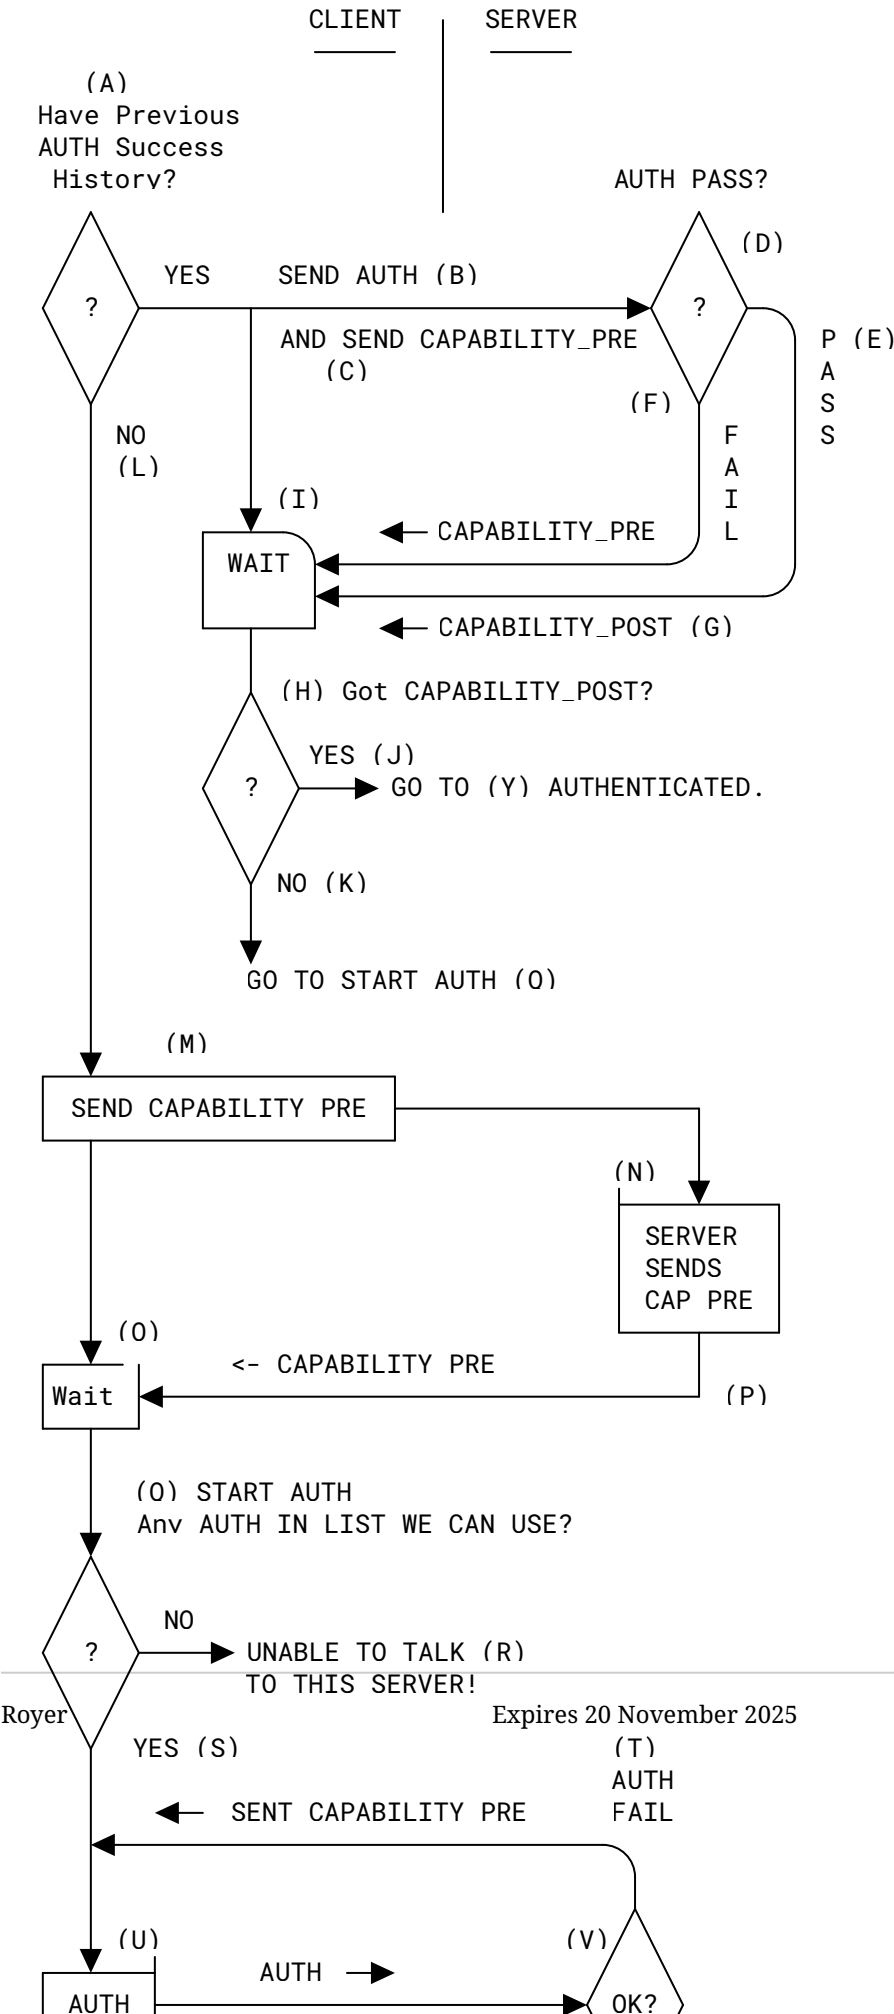 CLIENT SERVER
(A)
Have Previous
AUTH Success
History?
AUTH PASS?
(D)
YES SEND AUTH (B)
? ?
AND SEND CAPABILITY_PRE P (E)
(C) A
(F) S
NO F S
(L) A
(I) I
CAPABILITY_PRE L
WAIT
CAPABILITY_POST (G)
(H) Got CAPABILITY_POST?
YES (J)
? GO TO (Y) AUTHENTICATED.
NO (K)
GO TO START AUTH (Q)
(M)
SEND CAPABILITY PRE
(N)
SERVER
SENDS
CAP PRE
(O)
<- CAPABILITY PRE
Wait (P)
(Q) START AUTH
Any AUTH IN LIST WE CAN USE?
NO
? UNABLE TO TALK (R)
TO THIS SERVER!
Royer Expires 20 November 2025
YES (S) (T)
AUTH
SENT CAPABILITY PRE FAIL
(U) (V)
AUTH
AUTH OK?